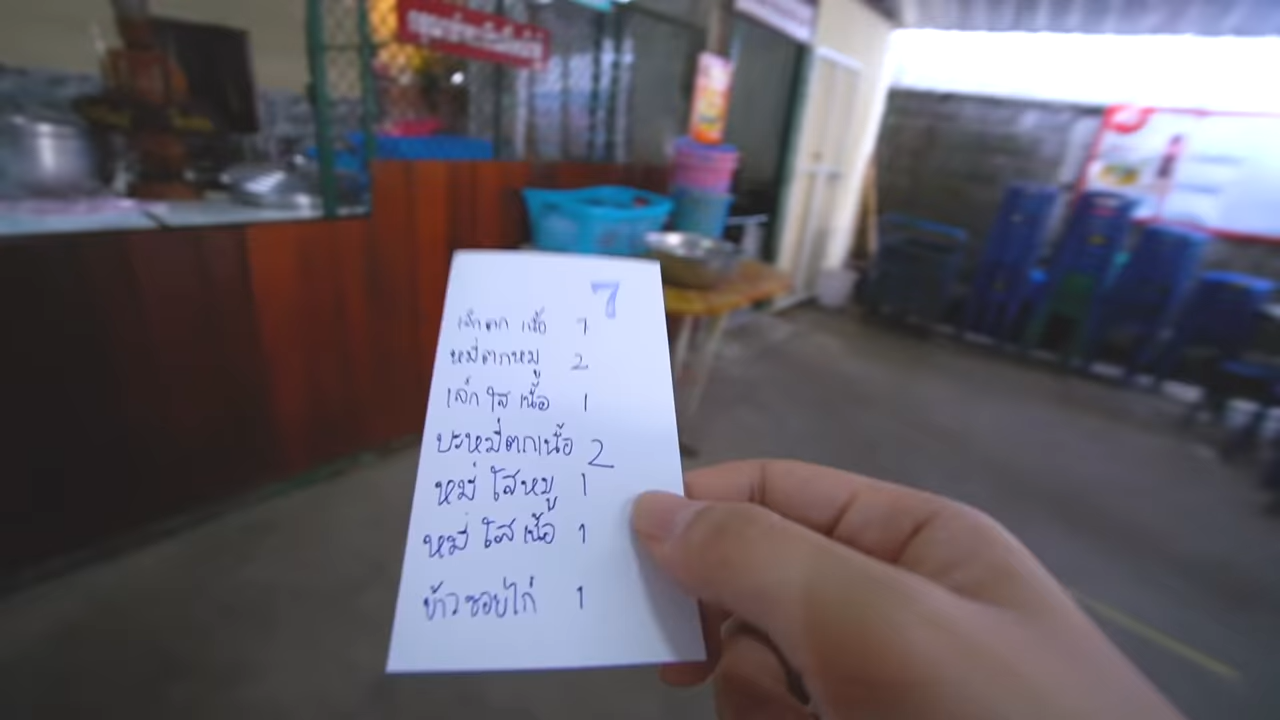 7
เล็กตก เนื้อ 7
หมี่ตกหมู 2
เล็ก ใส เนื้อ 1
บะหมี่ตกเนื้อ 2
หมี่ ใสหมู 1
หมี่ ใส เนื้อ 1
ข้าวซอยไก่ 1